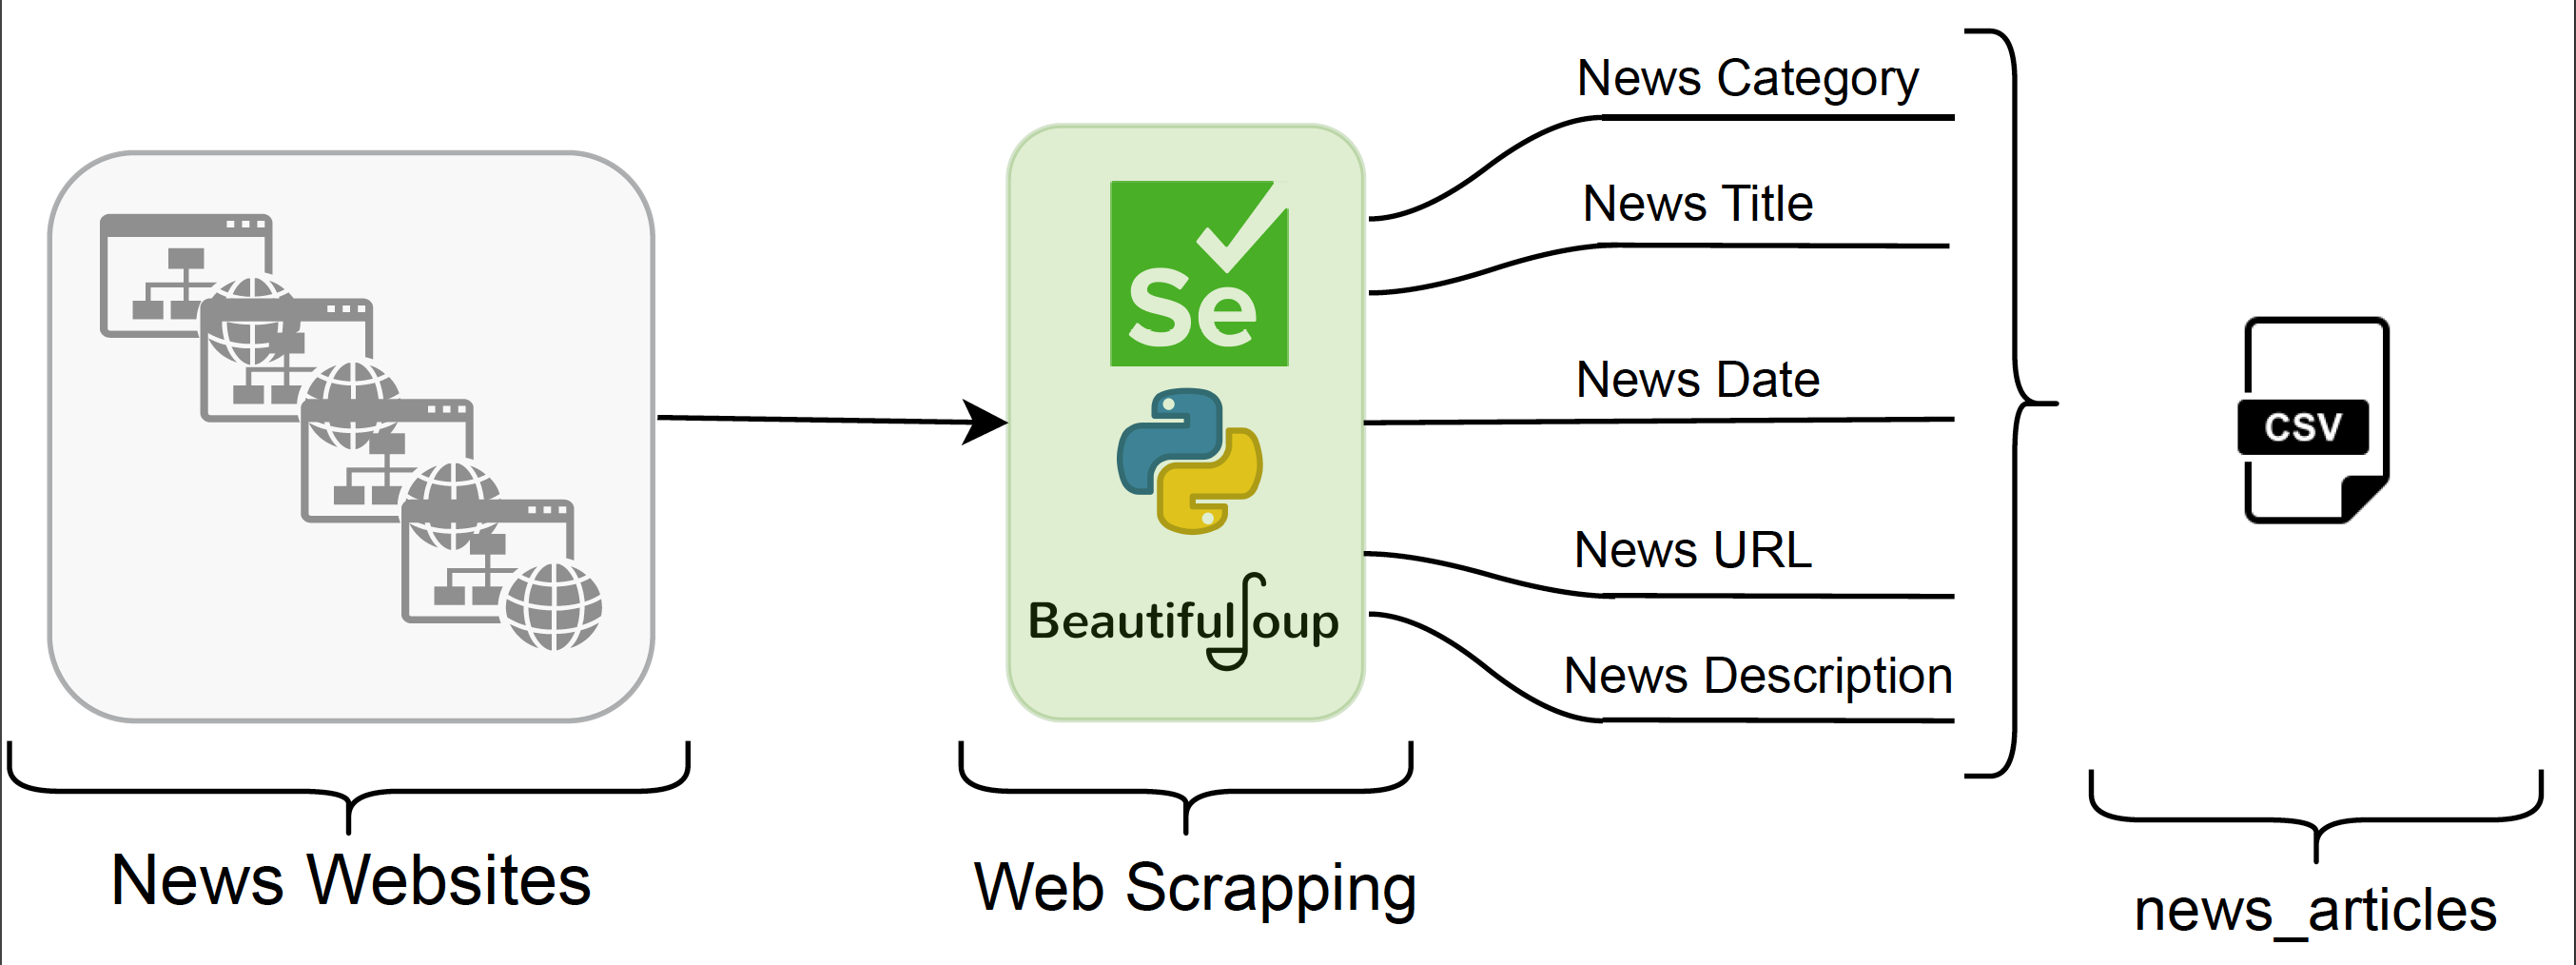 News Category
News Title
Se
News Date
CSV
News URL
BeautifulSoup
News Description
News Websites
Web Scrapping
news_articles